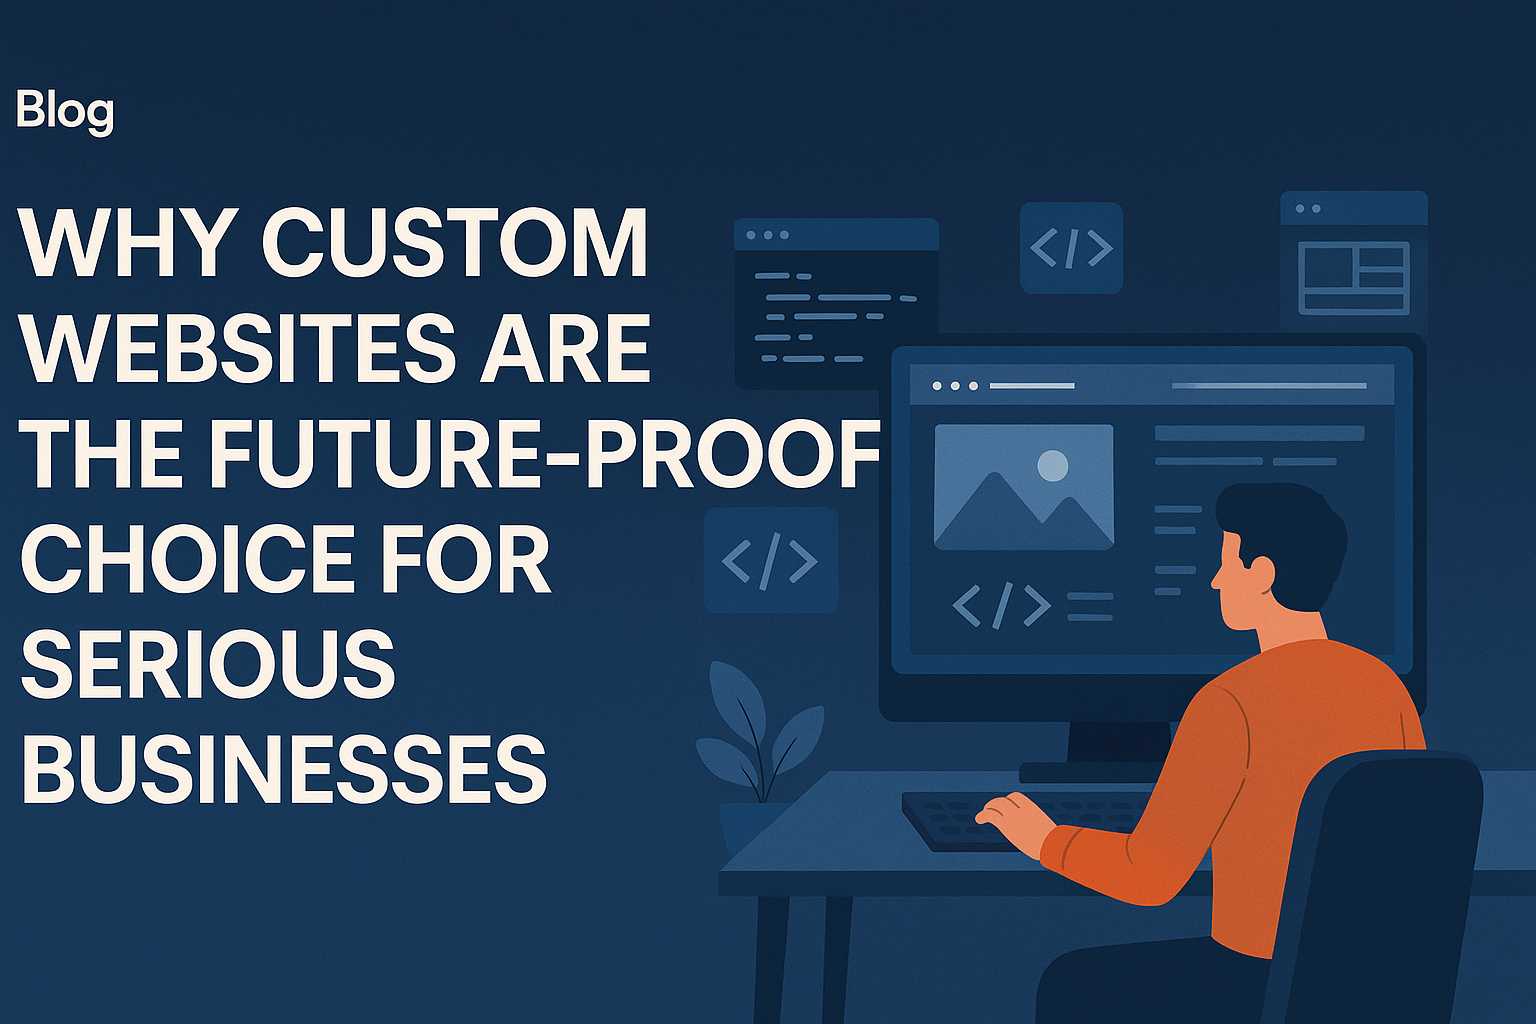 Blog
WHY CUSTOM
WEBSITES ARE
THE FUTURE-PROOF
CHOICE FOR
SERIOUS
BUSINESSES
</>
</>
</>